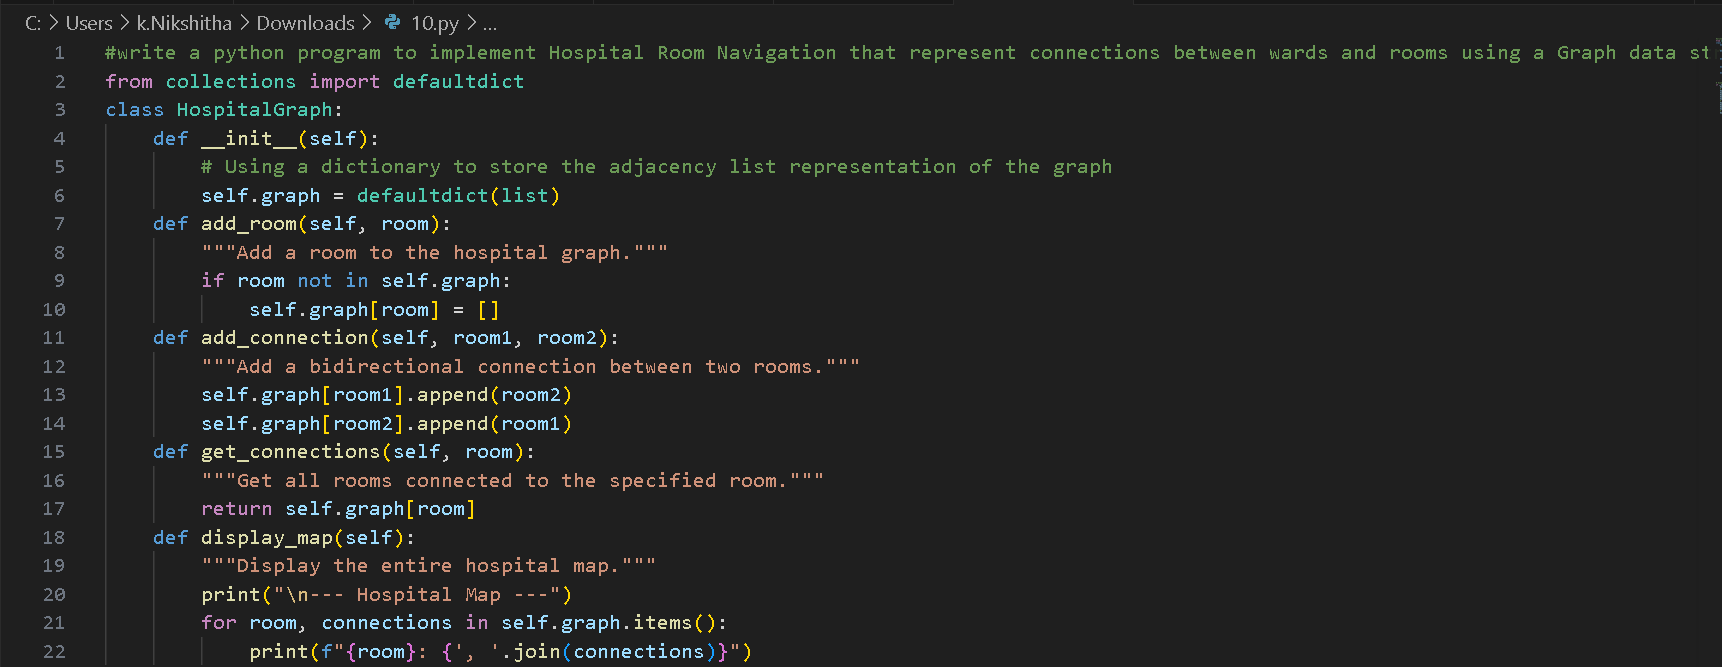 C: > Users > k.Nikshitha > Downloads > 10.py > ...
1 #write a python program to implement Hospital Room Navigation that represent connections between wards and rooms using a Graph data st
2 from collections import defaultdict
3 class HospitalGraph:
4     def __init__(self):
5         # Using a dictionary to store the adjacency list representation of the graph
6         self.graph = defaultdict(list)
7     def add_room(self, room):
8         """Add a room to the hospital graph."""
9         if room not in self.graph:
10             self.graph[room] = []
11     def add_connection(self, room1, room2):
12         """Add a bidirectional connection between two rooms."""
13         self.graph[room1].append(room2)
14         self.graph[room2].append(room1)
15     def get_connections(self, room):
16         """Get all rooms connected to the specified room."""
17         return self.graph[room]
18     def display_map(self):
19         """Display the entire hospital map."""
20         print("\n--- Hospital Map ---")
21         for room, connections in self.graph.items():
22             print(f"{room}: {', '.join(connections)}")